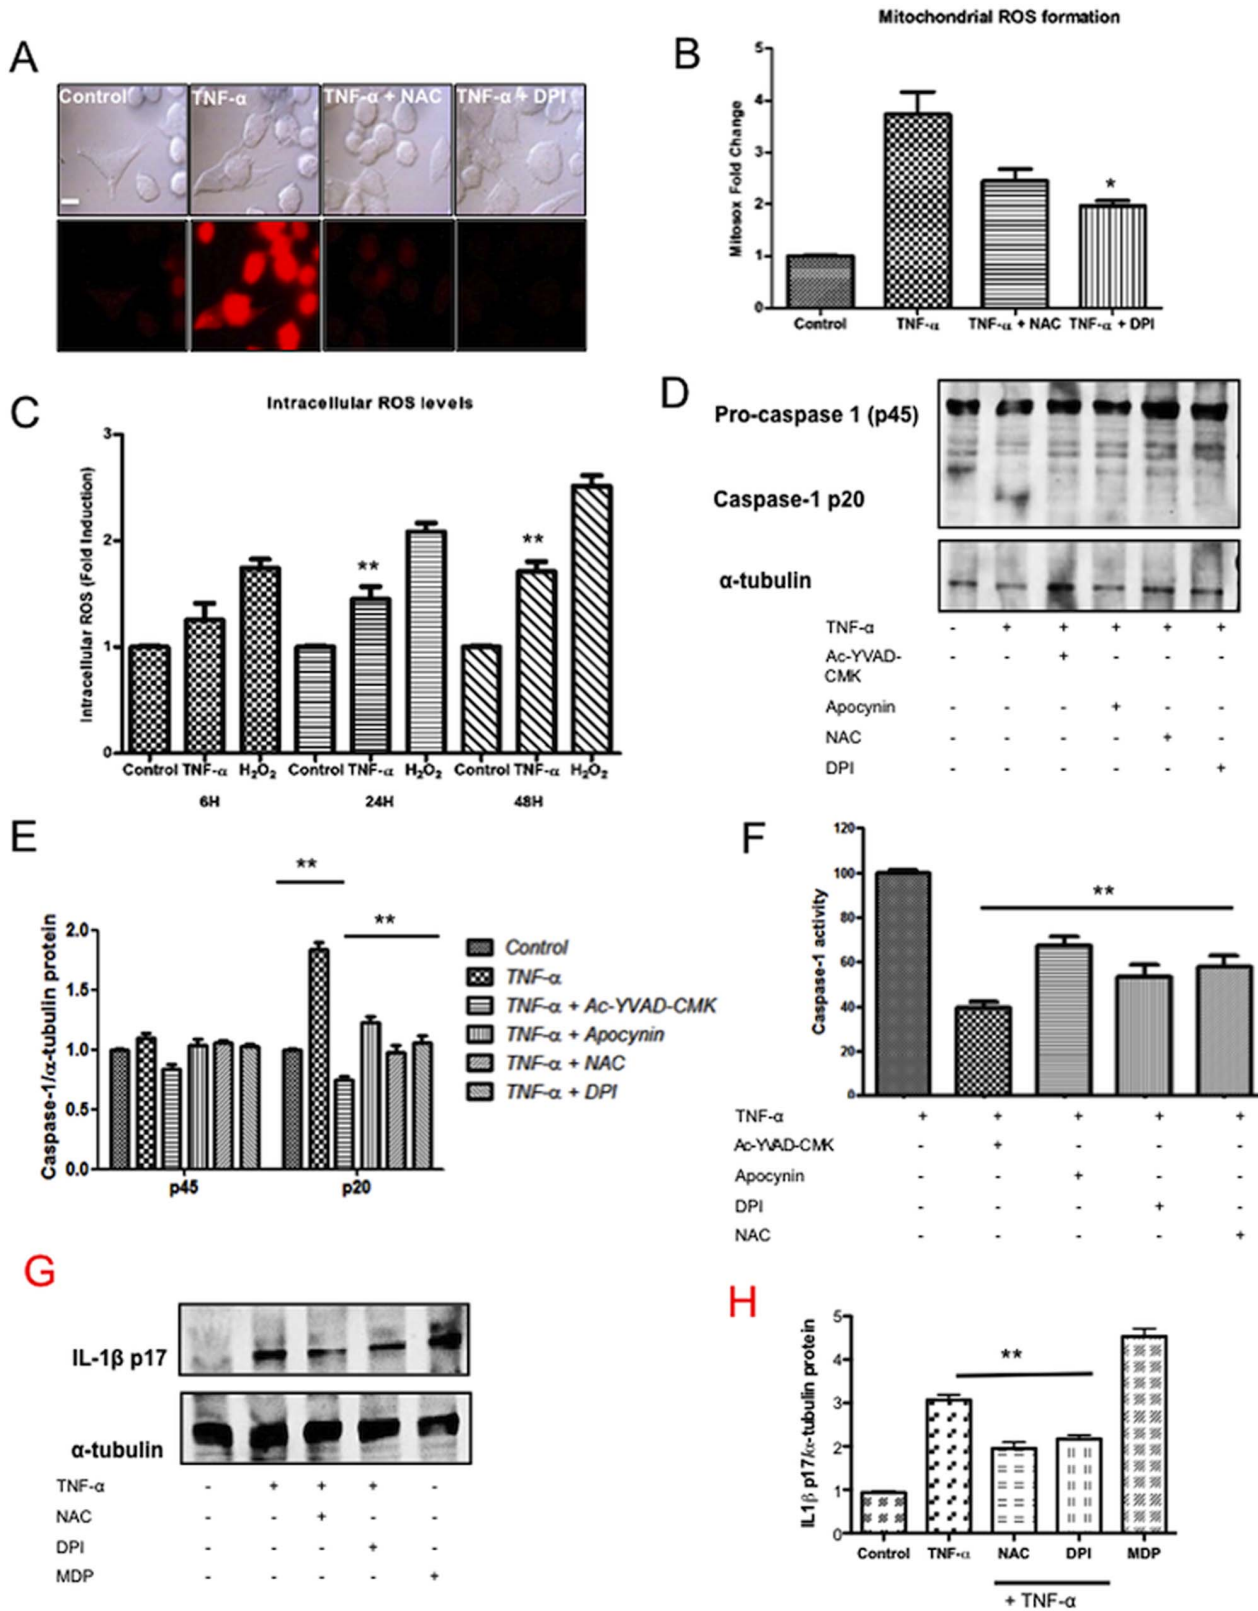 A
Control TNF-α TNF-α + NAC TNF-α + DPI
B
Mitochondrial ROS formation
Mitosox Fold Change
5
4
3
2
1
0
*
Control TNF-α TNF-α + NAC TNF-α + DPI
C
Intracellular ROS levels
Intracellular ROS (Fold Induction)
3
2
1
0
** **
Control TNF-α H₂O₂ Control TNF-α H₂O₂ Control TNF-α H₂O₂
6H 24H 48H
D
Pro-caspase 1 (p45)
Caspase-1 p20
α-tubulin
TNF-α - + + + + +
Ac-YVAD-
CMK - - + - - -
Apocynin - - - + - -
NAC - - - - + -
DPI - - - - - +
E
Caspase-1/α-tubulin protein
2.0
1.5
1.0
0.5
0.0
**
**
p45 p20
Control
TNF-α
TNF-α + Ac-YVAD-CMK
TNF-α + Apocynin
TNF-α + NAC
TNF-α + DPI
F
Caspase-1 activity
120
100
80
60
40
20
0
**
TNF-α + + + + +
Ac-YVAD-CMK - + - - -
Apocynin - - + - -
DPI - - - + -
NAC - - - - +
G
IL-1β p17
α-tubulin
TNF-α - + + + -
NAC - - + - -
DPI - - - + -
MDP - - - - +
H
IL1β p17/α-tubulin protein
5
4
3
2
1
0
**
Control TNF-α NAC DPI MDP
+ TNF-α